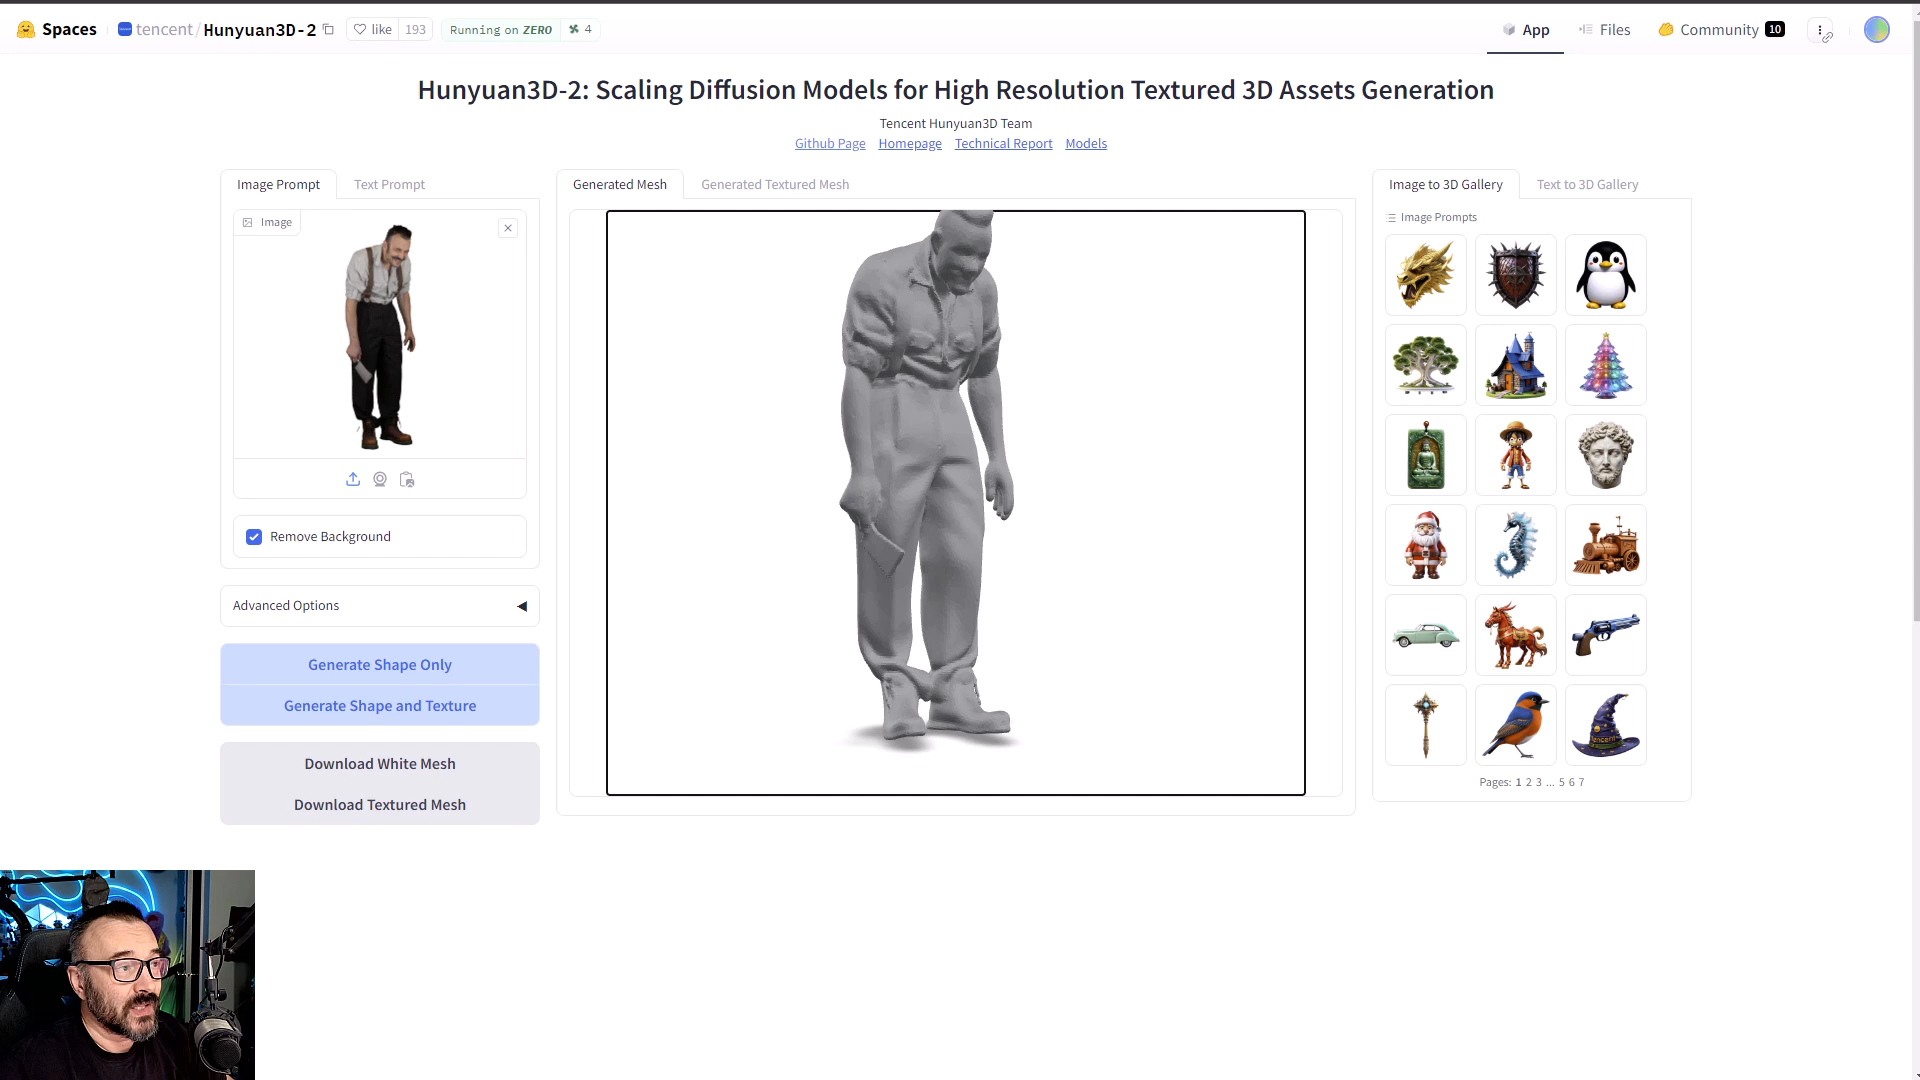 Spaces
tencent/Hunyuan3D-2
like 193
Running on ZERO
4
App
Files
Community 10
Hunyuan3D-2: Scaling Diffusion Models for High Resolution Textured 3D Assets Generation
Tencent Hunyuan3D Team
Github Page Homepage Technical Report Models
Image Prompt Text Prompt
Image
Remove Background
Advanced Options
Generate Shape Only
Generate Shape and Texture
Download White Mesh
Download Textured Mesh
Generated Mesh Generated Textured Mesh
Image to 3D Gallery Text to 3D Gallery
Image Prompts
Tencent
Pages: 1 2 3 ... 5 6 7